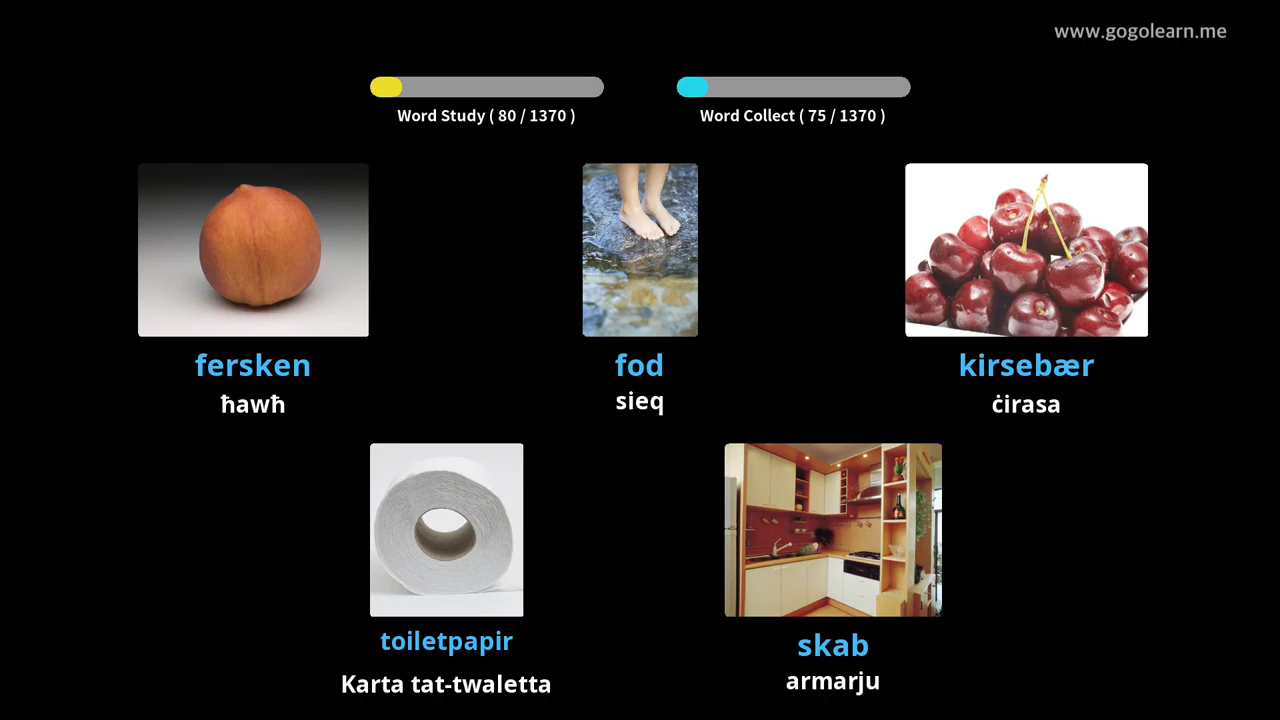 www.gogolearn.me
Word Study ( 80 / 1370 )
Word Collect ( 75 / 1370 )
fersken
ħawħ
fod
sieq
kirsebær
ċirasa
toiletpapir
Karta tat-twaletta
skab
armarju